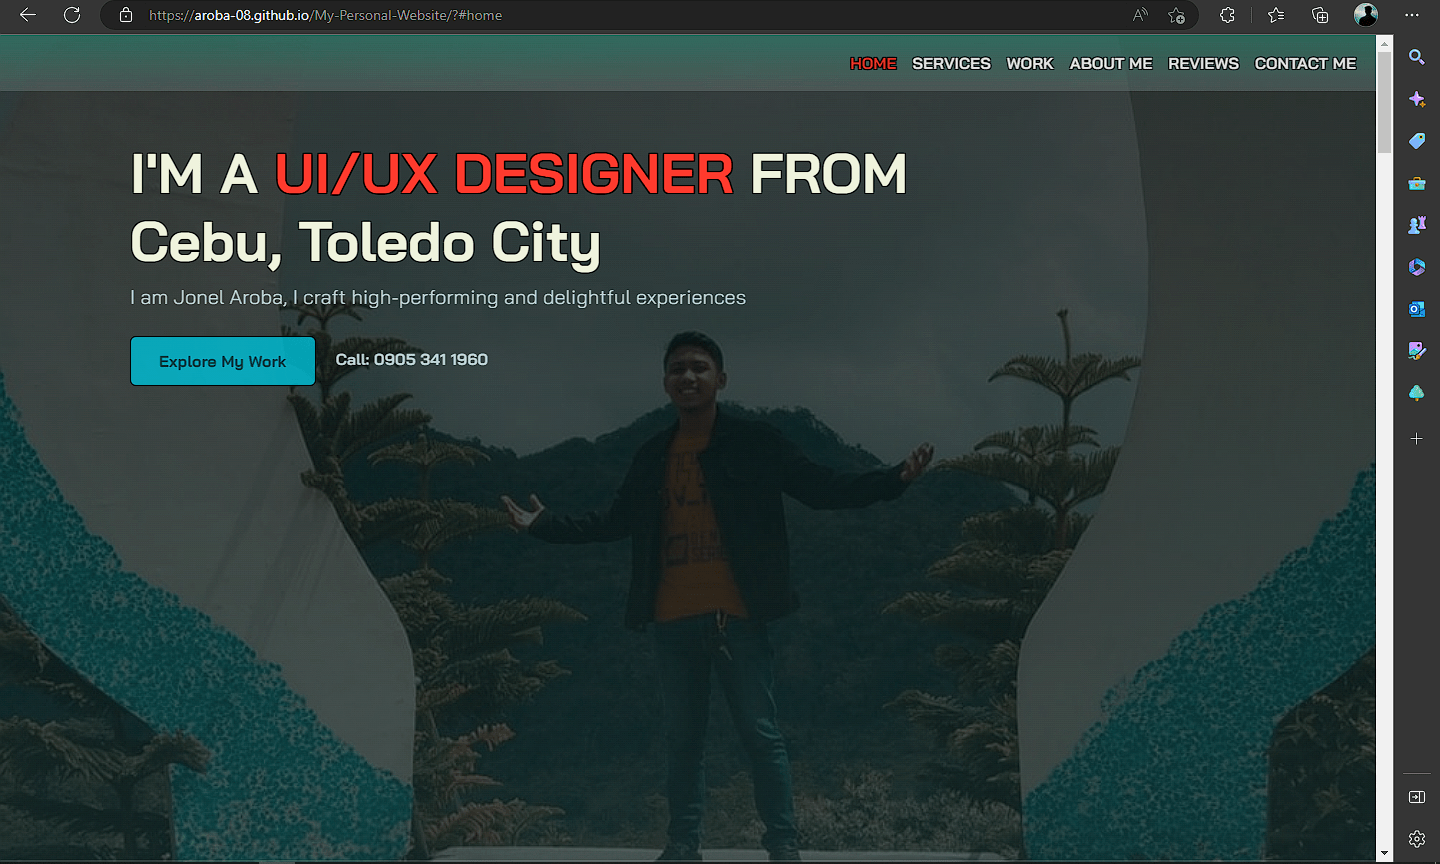 https://aroba-08.github.io/My-Personal-Website/?#home
HOME SERVICES WORK ABOUT ME REVIEWS CONTACT ME
I'M A UI/UX DESIGNER FROM
Cebu, Toledo City
I am Jonel Aroba, I craft high-performing and delightful experiences
Explore My Work
Call: 0905 341 1960